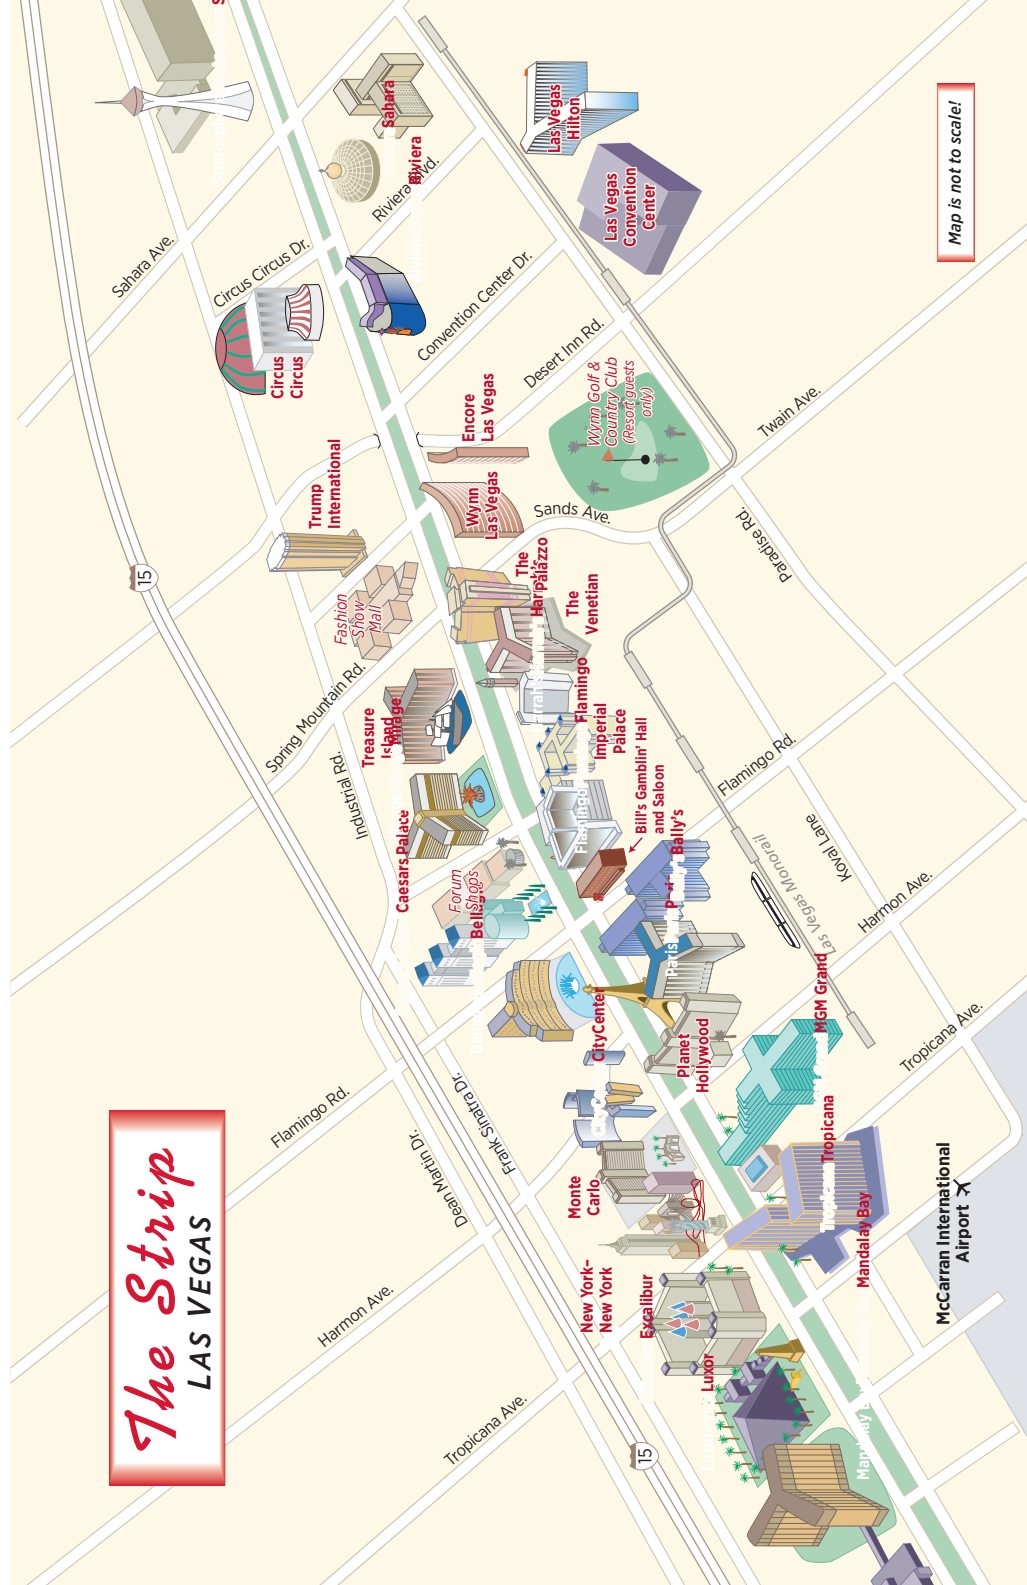 The Strip
LAS VEGAS
Map is not to scale!
15
15
Sahara Ave.
Circus Circus Dr.
Riviera Blvd.
Convention Center Dr.
Desert Inn Rd.
Twain Ave.
Sands Ave.
Paradise Rd.
Spring Mountain Rd.
Industrial Rd.
Flamingo Rd.
Flamingo Rd.
Koval Lane
Harmon Ave.
Harmon Ave.
Tropicana Ave.
Tropicana Ave.
Dean Martin Dr.
Frank Sinatra Dr.
Las Vegas Monorail
Sahara
Riviera
Las Vegas
Hilton
Las Vegas
Convention
Center
Circus
Circus
Encore
Las Vegas
Wynn
Las Vegas
Wynn Golf &
Country Club
(Resort guests
only)
Trump
International
Fashion
Show
Mall
The
Palazzo
The
Venetian
Treasure
Island
Mirage
Flamingo
Imperial
Palace
Bill's Gamblin' Hall
and Saloon
Caesars Palace
Forum
Shops
Bally's
Paris
CityCenter
Planet
Hollywood
MGM Grand
Monte
Carlo
Tropicana
New York–
New York
Excalibur
Luxor
Mandalay Bay
McCarran International
Airport